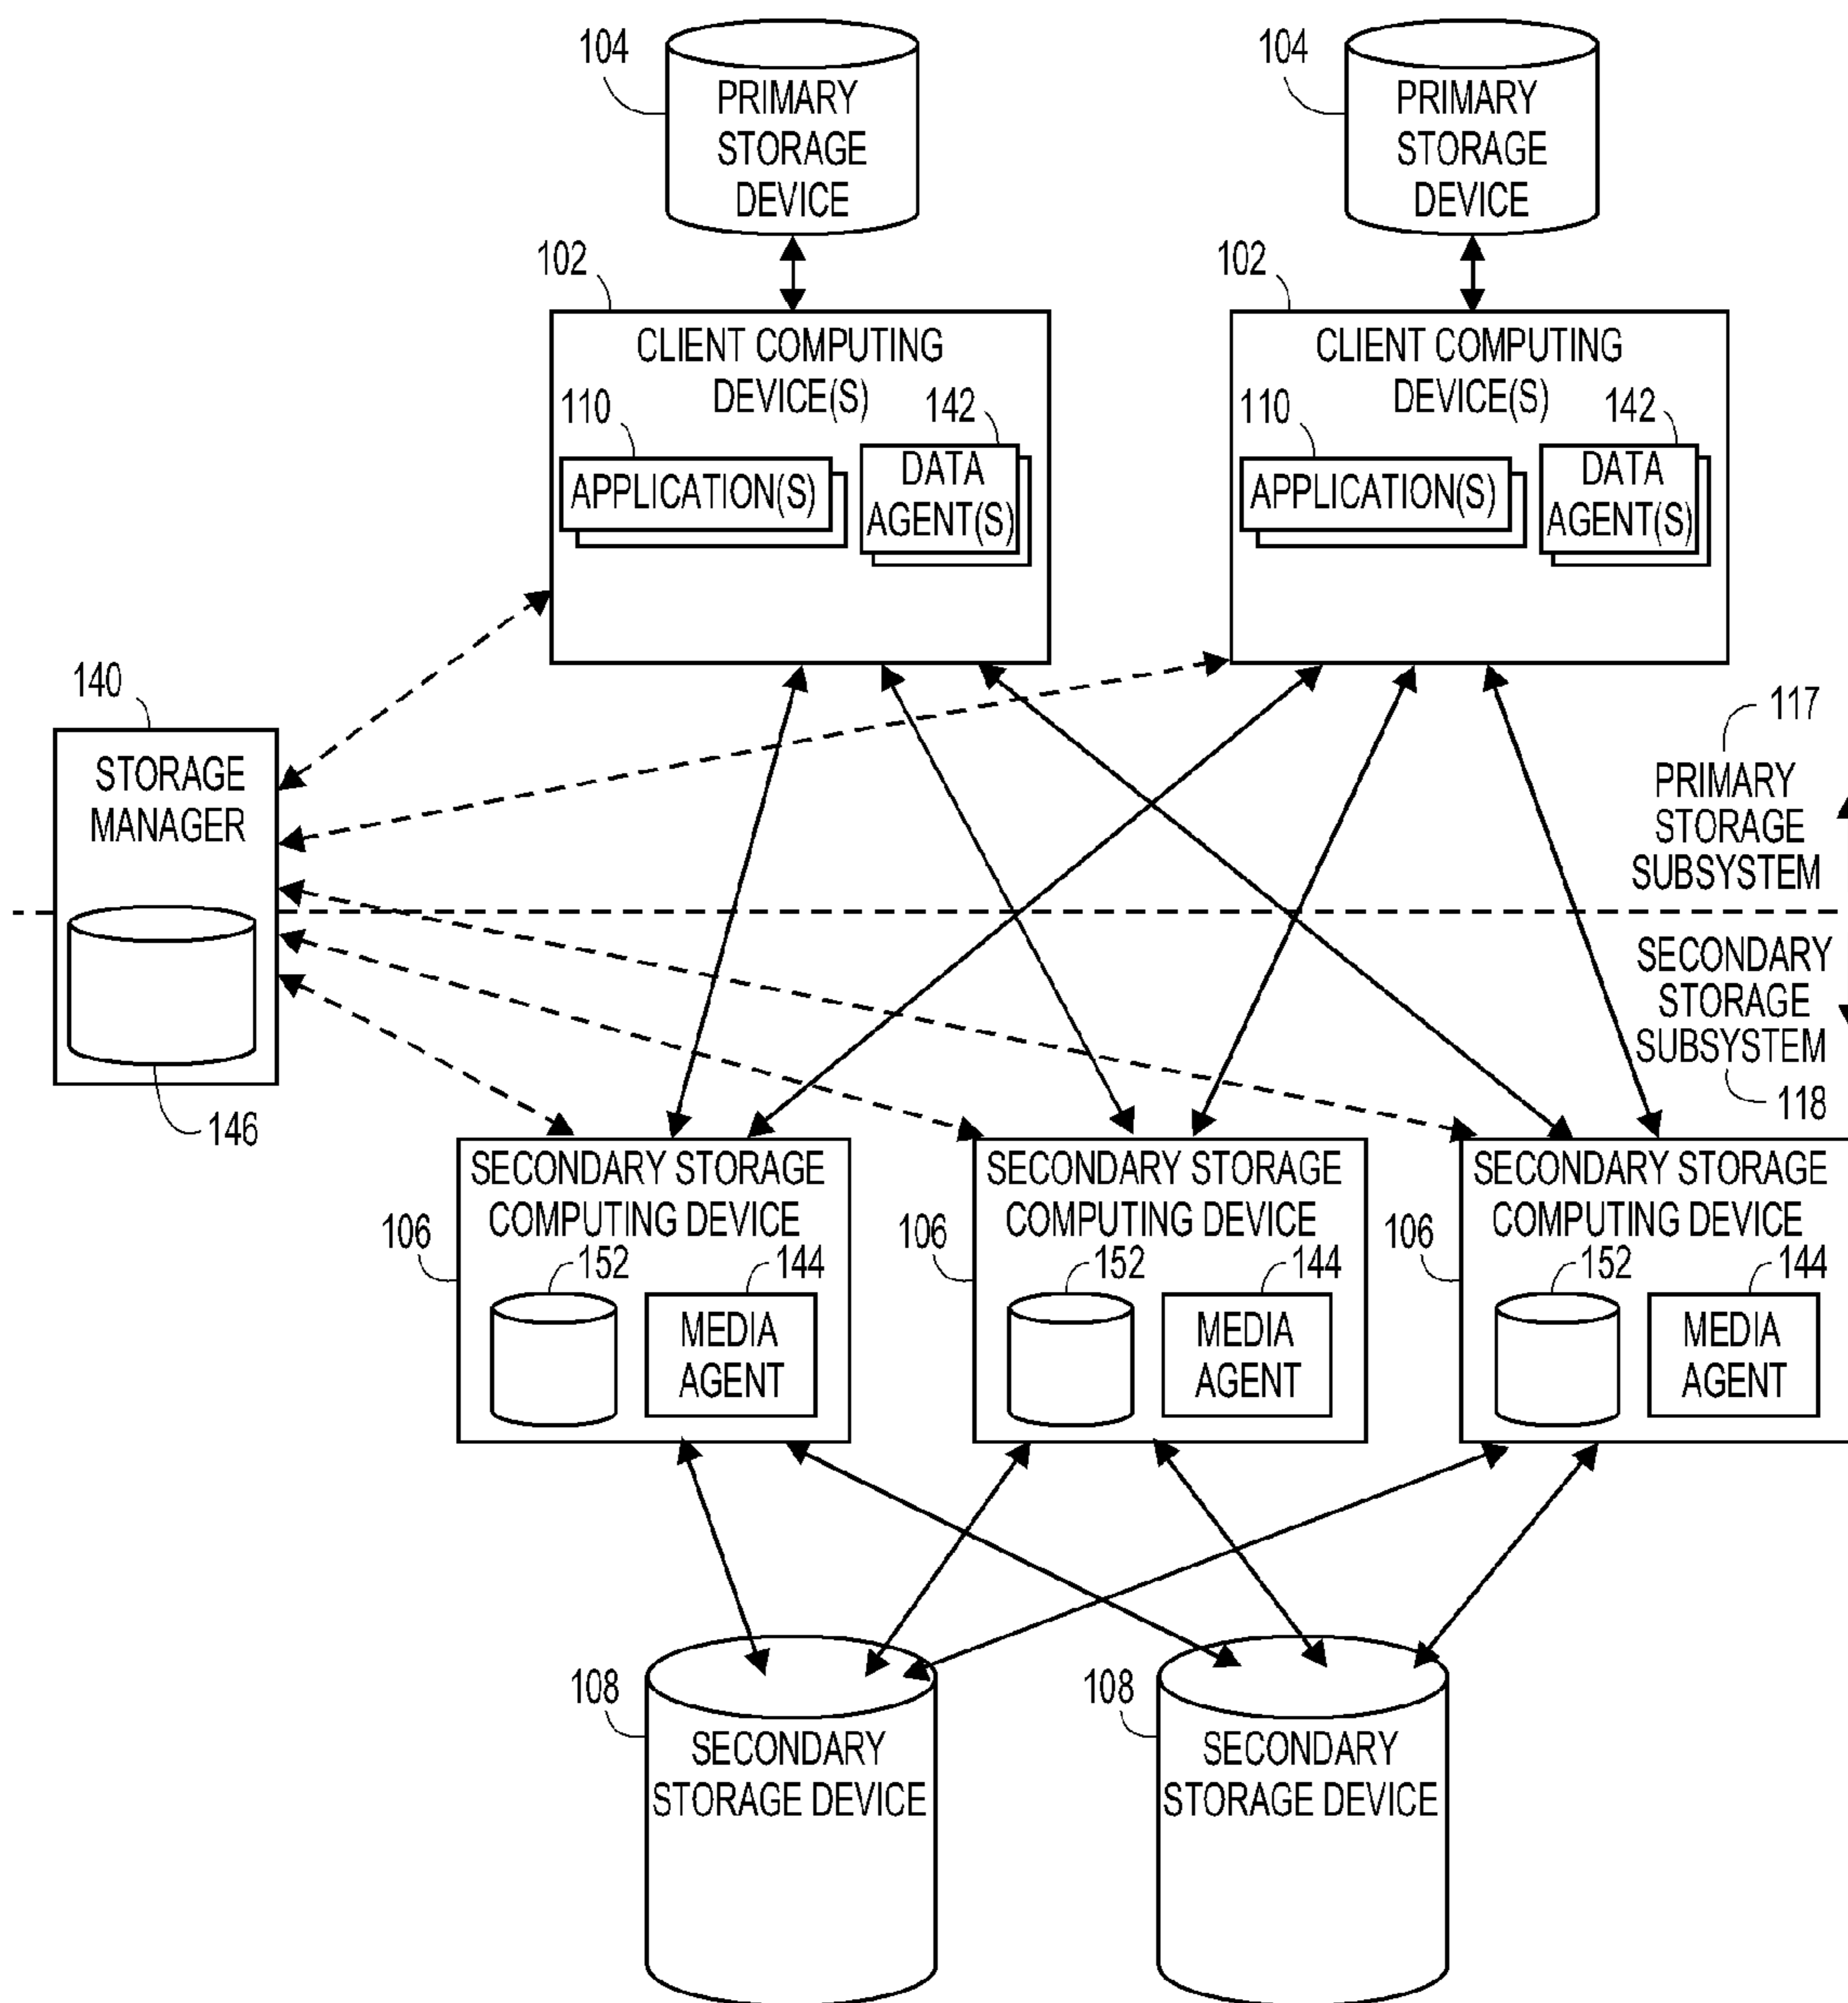 104
PRIMARY
STORAGE
DEVICE
104
PRIMARY
STORAGE
DEVICE
102
CLIENT COMPUTING
DEVICE(S)
110
APPLICATION(S)
142
DATA
AGENT(S)
102
CLIENT COMPUTING
DEVICE(S)
110
APPLICATION(S)
142
DATA
AGENT(S)
140
STORAGE
MANAGER
146
117
PRIMARY
STORAGE
SUBSYSTEM
SECONDARY
STORAGE
SUBSYSTEM
118
106
SECONDARY STORAGE
COMPUTING DEVICE
152
144
MEDIA
AGENT
106
SECONDARY STORAGE
COMPUTING DEVICE
152
144
MEDIA
AGENT
106
SECONDARY STORAGE
COMPUTING DEVICE
152
144
MEDIA
AGENT
108
SECONDARY
STORAGE DEVICE
108
SECONDARY
STORAGE DEVICE